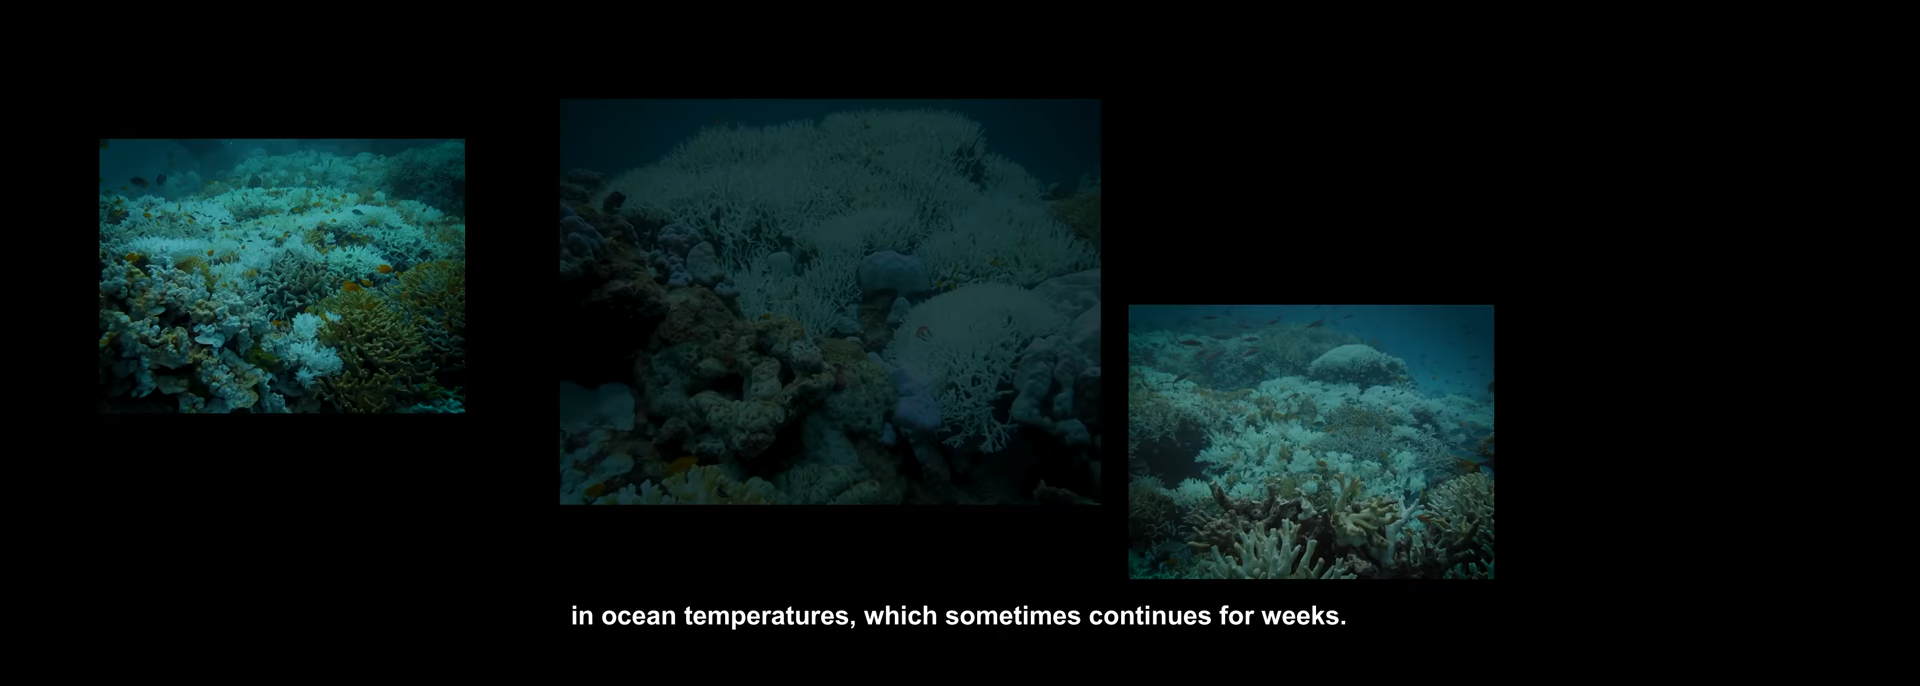 in ocean temperatures, which sometimes continues for weeks.